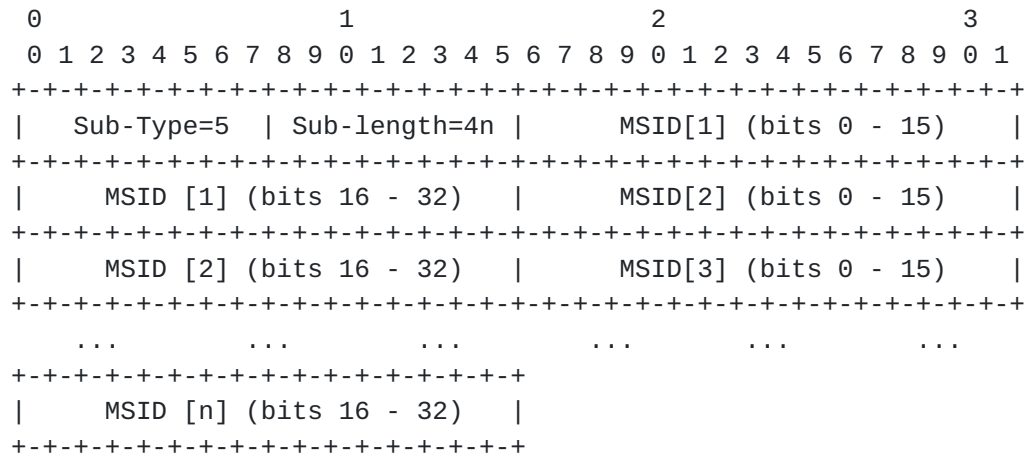 0                   1                   2                   3
 0 1 2 3 4 5 6 7 8 9 0 1 2 3 4 5 6 7 8 9 0 1 2 3 4 5 6 7 8 9 0 1
+-+-+-+-+-+-+-+-+-+-+-+-+-+-+-+-+-+-+-+-+-+-+-+-+-+-+-+-+-+-+-+-+
|   Sub-Type=5  | Sub-length=4n |      MSID[1] (bits 0 - 15)    |
+-+-+-+-+-+-+-+-+-+-+-+-+-+-+-+-+-+-+-+-+-+-+-+-+-+-+-+-+-+-+-+-+
|     MSID [1] (bits 16 - 32)   |      MSID[2] (bits 0 - 15)    |
+-+-+-+-+-+-+-+-+-+-+-+-+-+-+-+-+-+-+-+-+-+-+-+-+-+-+-+-+-+-+-+-+
|     MSID [2] (bits 16 - 32)   |      MSID[3] (bits 0 - 15)    |
+-+-+-+-+-+-+-+-+-+-+-+-+-+-+-+-+-+-+-+-+-+-+-+-+-+-+-+-+-+-+-+-+
    ...        ...        ...        ...       ...        ...
+-+-+-+-+-+-+-+-+-+-+-+-+-+-+-+-+
|     MSID [n] (bits 16 - 32)   |
+-+-+-+-+-+-+-+-+-+-+-+-+-+-+-+-+